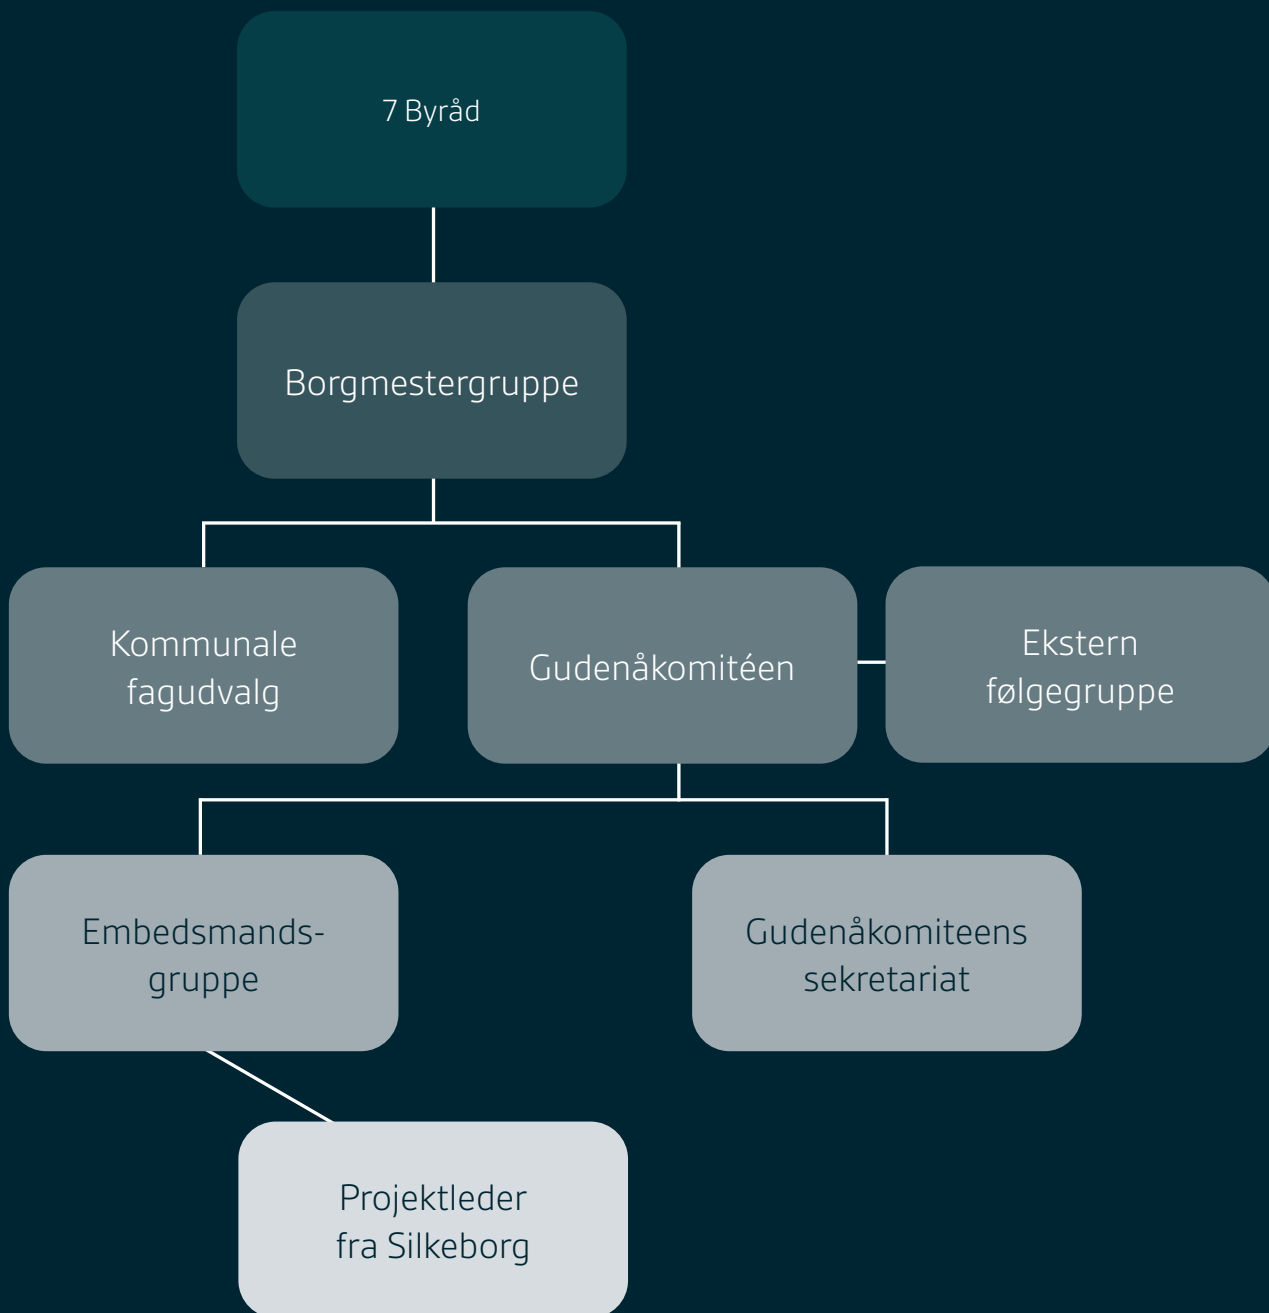 7 Byråd
Borgmestergruppe
Kommunale
fagudvalg
Gudenåkomitéen
Ekstern
følgegruppe
Embedsmands-
gruppe
Gudenåkomiteens
sekretariat
Projektleder
fra Silkeborg